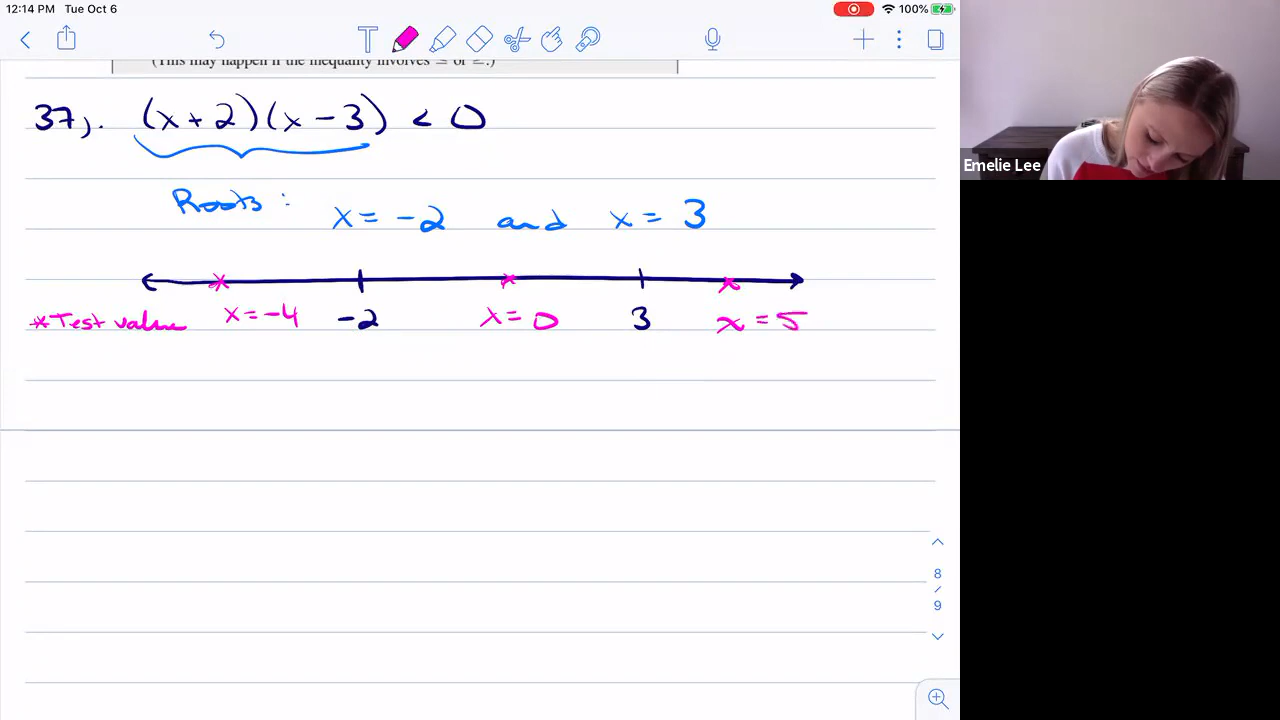 12:14 PM Tue Oct 6
100%
T
(This may happen if the inequality involves ≤ or ≥.)
37). (x+2)(x-3) < 0
Emelie Lee
Roots: x = -2 and x = 3
*Test value x=-4 -2 x=0 3 x=5
8
/
9